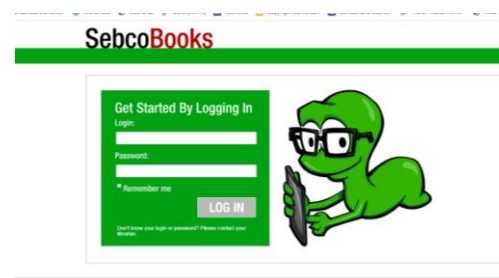 SebcoBooks
Get Started By Logging In
Login:
Password:
Remember me
LOG IN
Don't know your login or password? Please contact your
librarian.